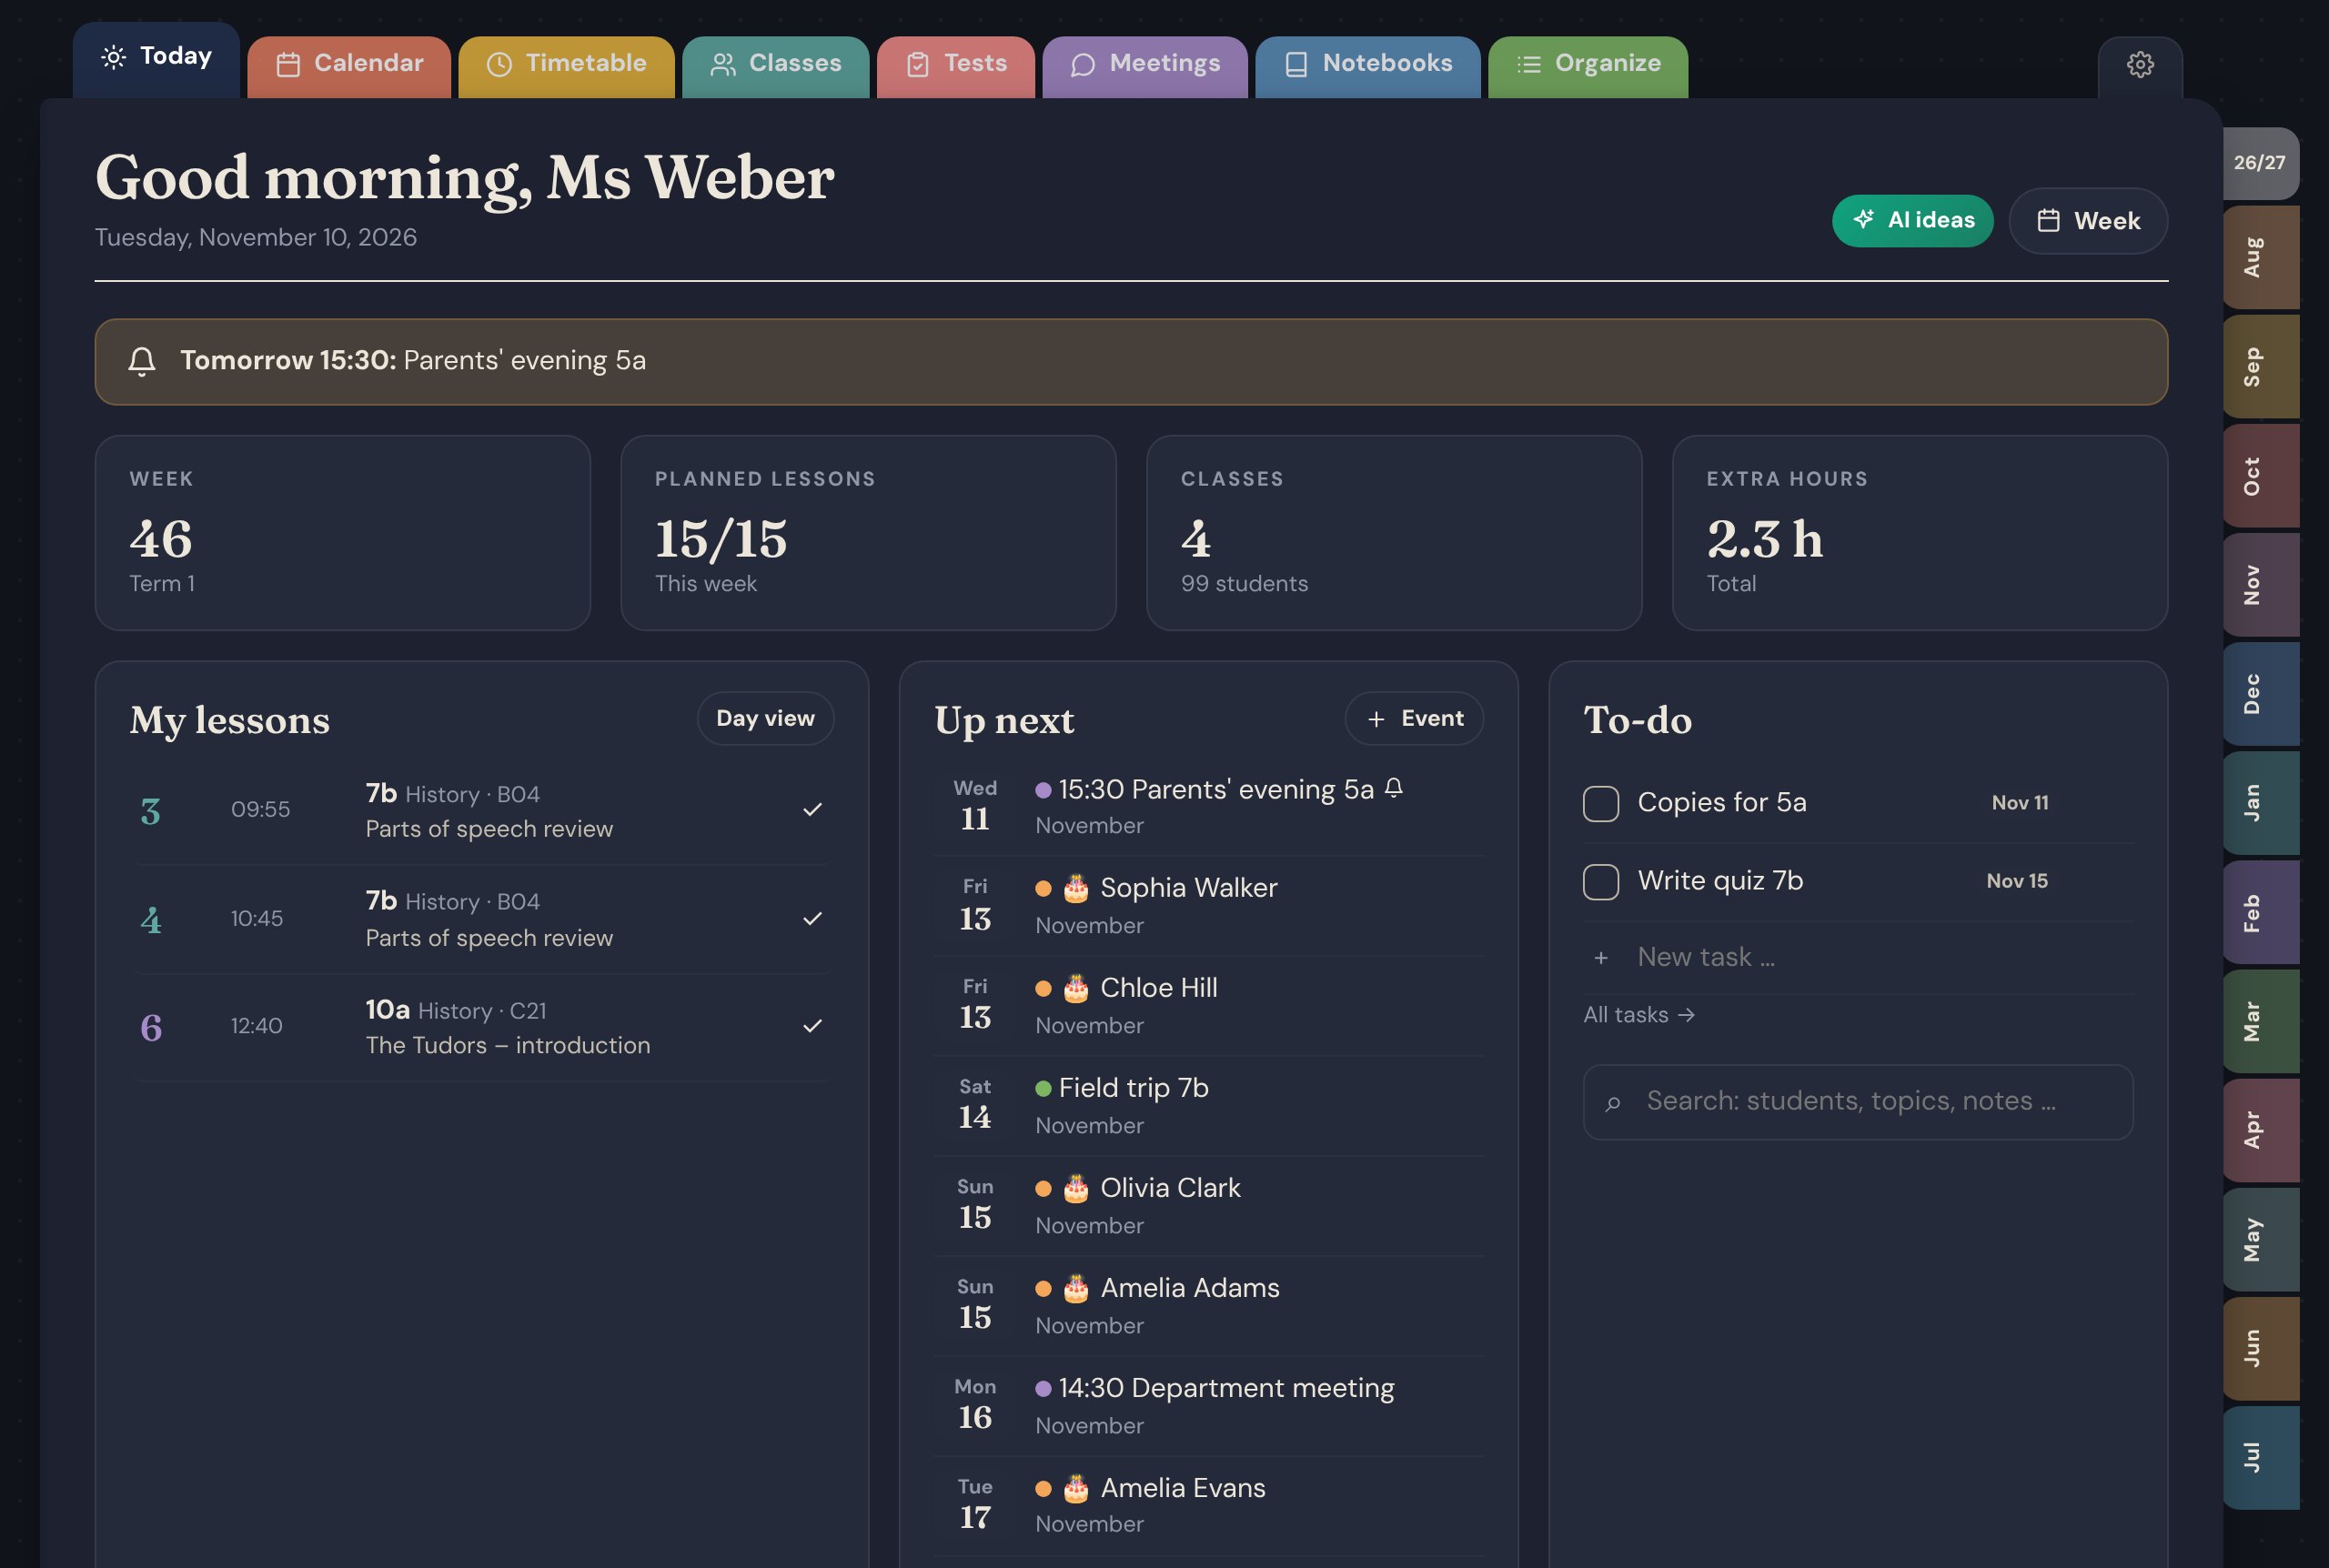 Today
Calendar
Timetable
Classes
Tests
Meetings
Notebooks
Organize
Good morning, Ms Weber
Tuesday, November 10, 2026
AI ideas
Week
Tomorrow 15:30: Parents' evening 5a
WEEK
46
Term 1
PLANNED LESSONS
15/15
This week
CLASSES
4
99 students
EXTRA HOURS
2.3 h
Total
My lessons
Day view
3
09:55
7b History · B04
Parts of speech review
4
10:45
7b History · B04
Parts of speech review
6
12:40
10a History · C21
The Tudors – introduction
Up next
+ Event
Wed
11
15:30 Parents' evening 5a
November
Fri
13
Sophia Walker
November
Fri
13
Chloe Hill
November
Sat
14
Field trip 7b
November
Sun
15
Olivia Clark
November
Sun
15
Amelia Adams
November
Mon
16
14:30 Department meeting
November
Tue
17
Amelia Evans
November
To-do
Copies for 5a
Nov 11
Write quiz 7b
Nov 15
+ New task ...
All tasks →
Search: students, topics, notes ...
26/27
Aug
Sep
Oct
Nov
Dec
Jan
Feb
Mar
Apr
May
Jun
Jul